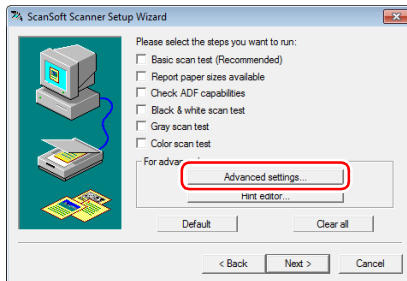 ScanSoft Scanner Setup Wizard
Please select the steps you want to run:
Basic scan test (Recommended)
Report paper sizes available
Check ADF capabilities
Black & white scan test
Gray scan test
Color scan test
For advanced
Advanced settings...
Hint editor...
Default Clear all
< Back Next > Cancel